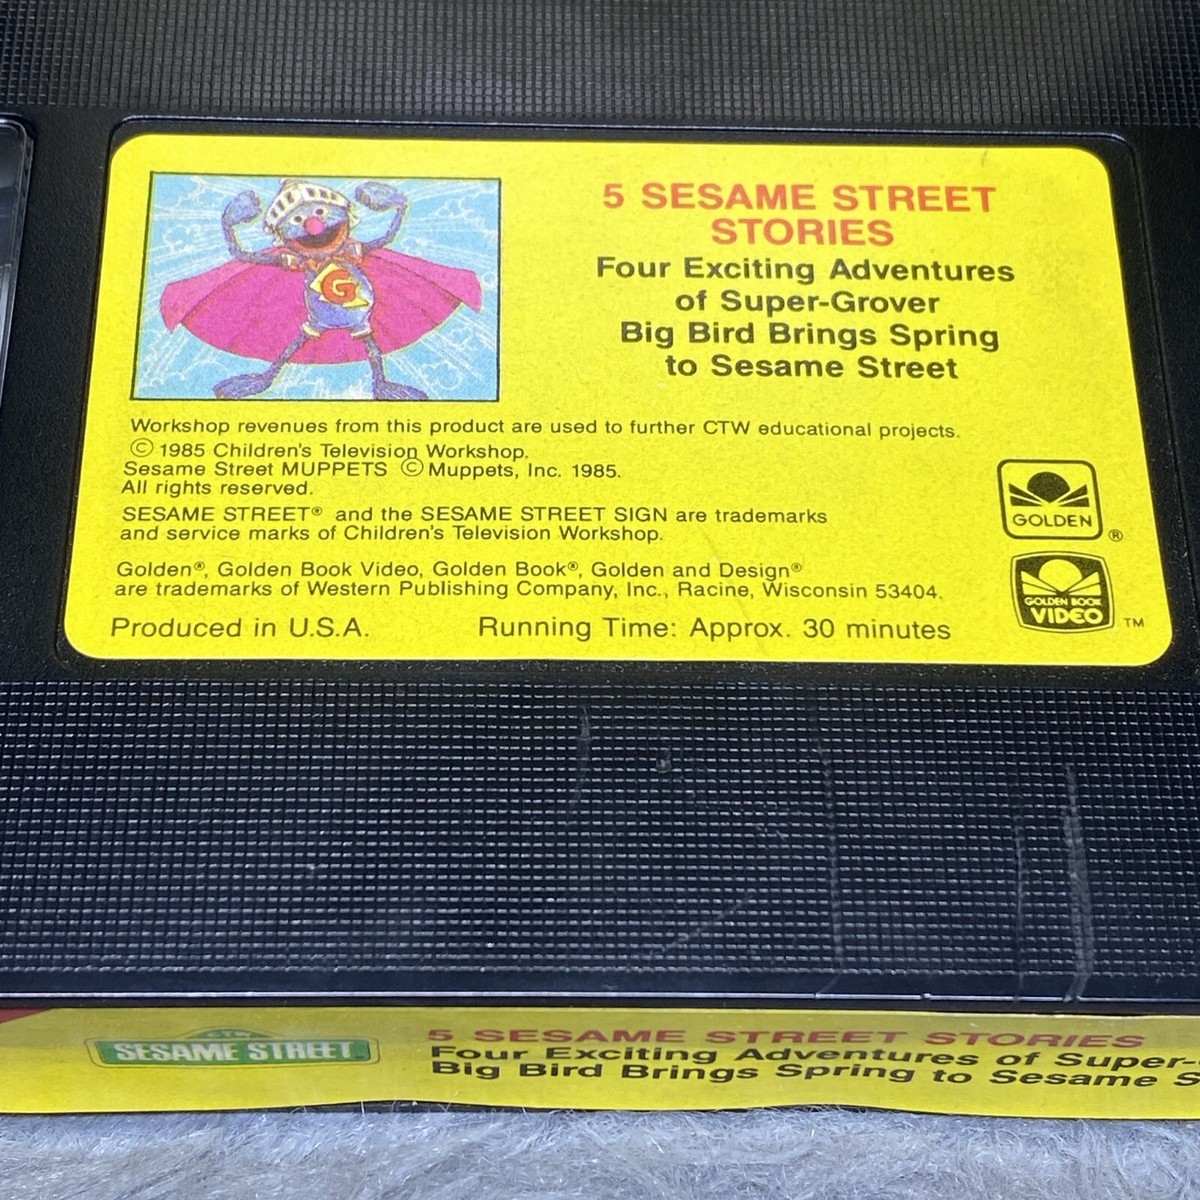 5 SESAME STREET
STORIES
Four Exciting Adventures
of Super-Grover
Big Bird Brings Spring
to Sesame Street
G
Workshop revenues from this product are used to further CTW educational projects.
© 1985 Children's Television Workshop.
Sesame Street MUPPETS © Muppets, Inc. 1985.
All rights reserved.
SESAME STREET® and the SESAME STREET SIGN are trademarks
and service marks of Children's Television Workshop.
Golden®, Golden Book Video, Golden Book®, Golden and Design®
are trademarks of Western Publishing Company, Inc., Racine, Wisconsin 53404.
Produced in U.S.A. Running Time: Approx. 30 minutes
GOLDEN ®
GOLDEN BOOK
VIDEO ™
CTW
SESAME STREET
5 SESAME STREET STORIES
Four Exciting Adventures of Super-
Big Bird Brings Spring to Sesame S